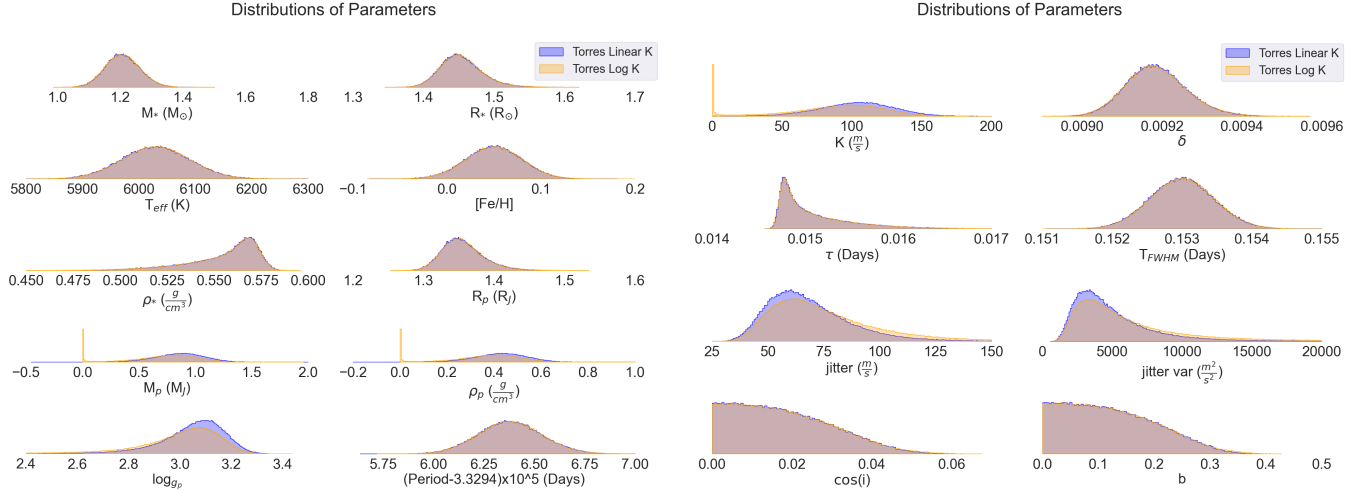 Distributions of Parameters
Torres Linear K
Torres Log K
1.0 1.2 1.4 1.6 1.8
M* (M⊙)
1.3 1.4 1.5 1.6 1.7
R* (R⊙)
5800 5900 6000 6100 6200 6300
T_eff (K)
−0.1 0.0 0.1 0.2
[Fe/H]
0.450 0.475 0.500 0.525 0.550 0.575 0.600
ρ* (g/cm³)
1.2 1.3 1.4 1.5 1.6
R_p (R_J)
−0.5 0.0 0.5 1.0 1.5 2.0
M_p (M_J)
−0.2 0.0 0.2 0.4 0.6 0.8 1.0
ρ_p (g/cm³)
2.4 2.6 2.8 3.0 3.2 3.4
log_g_p
5.75 6.00 6.25 6.50 6.75 7.00
(Period-3.3294)x10^5 (Days)
Distributions of Parameters
Torres Linear K
Torres Log K
0 50 100 150 200
K (m/s)
0.0090 0.0092 0.0094 0.0096
δ
0.014 0.015 0.016 0.017
τ (Days)
0.151 0.152 0.153 0.154 0.155
T_FWHM (Days)
25 50 75 100 125 150
jitter (m/s)
0 5000 10000 15000 20000
jitter var (m²/s²)
0.00 0.02 0.04 0.06
cos(i)
0.0 0.1 0.2 0.3 0.4 0.5
b